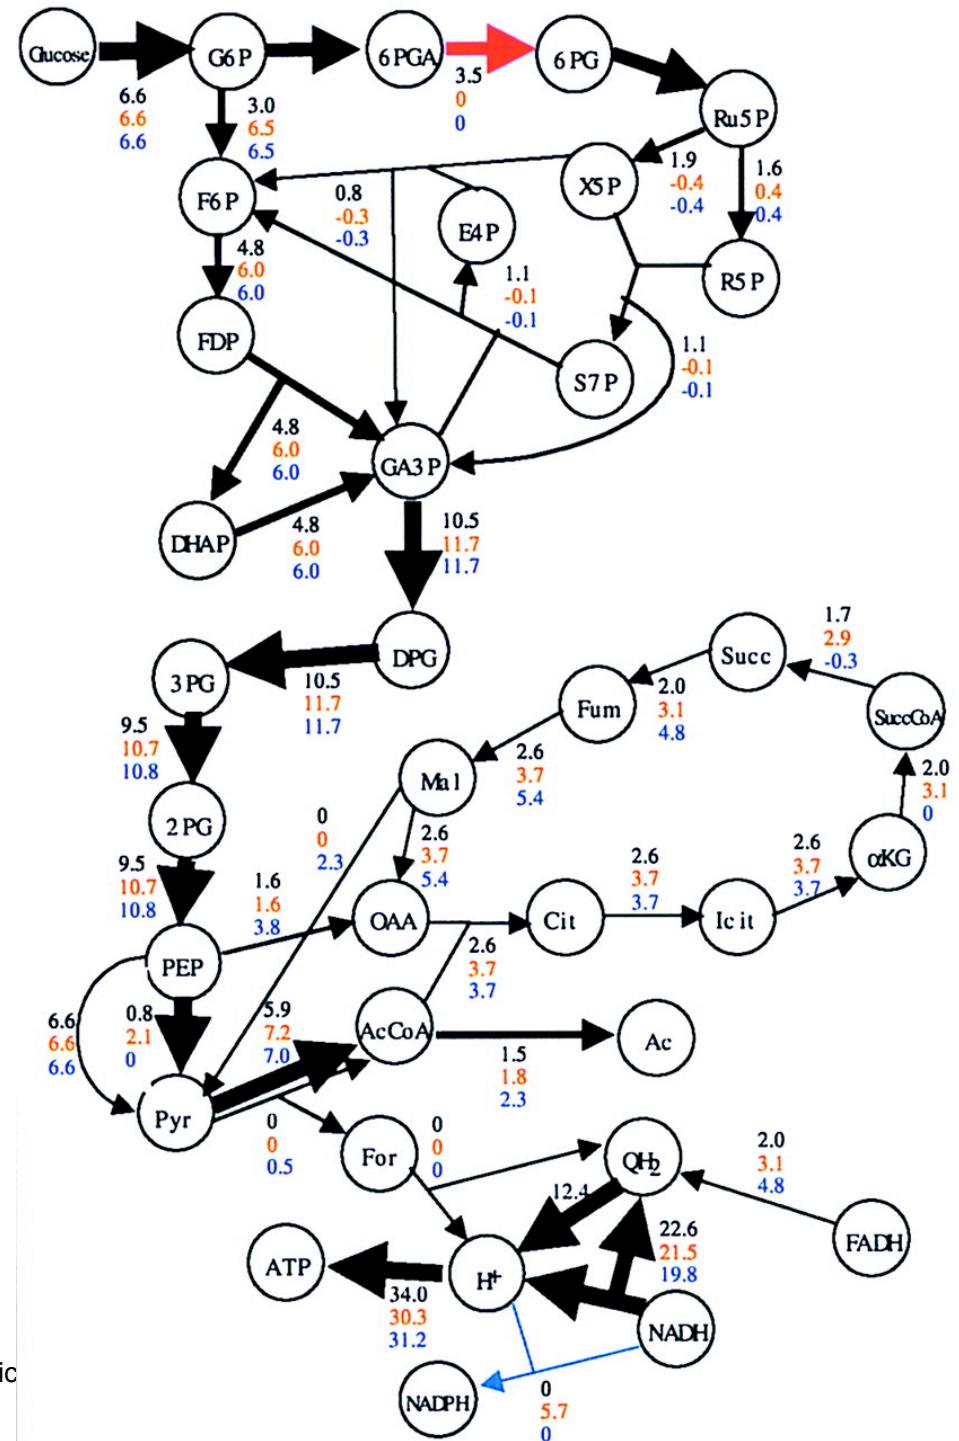 Glucose
G6P
6PGA
6PG
Ru5P
6.6
6.6
6.6
3.0
6.5
6.5
3.5
0
0
F6P
X5P
R5P
E4P
1.9
-0.4
-0.4
1.6
0.4
0.4
0.8
-0.3
-0.3
4.8
6.0
6.0
1.1
-0.1
-0.1
FDP
S7P
1.1
-0.1
-0.1
4.8
6.0
6.0
GA3P
DHAP
4.8
6.0
6.0
10.5
11.7
11.7
DPG
3PG
10.5
11.7
11.7
Succ
1.7
2.9
-0.3
Fum
2.0
3.1
4.8
SuccCoA
9.5
10.7
10.8
Mal
2.6
3.7
5.4
2.0
3.1
0
2PG
0
0
2.3
2.6
3.7
5.4
αKG
9.5
10.7
10.8
1.6
1.6
3.8
2.6
3.7
3.7
2.6
3.7
3.7
OAA
Cit
Icit
PEP
2.6
3.7
3.7
6.6
6.6
6.6
0.8
2.1
0
5.9
7.2
7.0
AcCoA
Ac
1.5
1.8
2.3
Pyr
0
0
0.5
For
0
0
0
QH2
2.0
3.1
4.8
12.4
22.6
21.5
19.8
FADH
ATP
H+
34.0
30.3
31.2
NADH
ic
NADPH
0
5.7
0